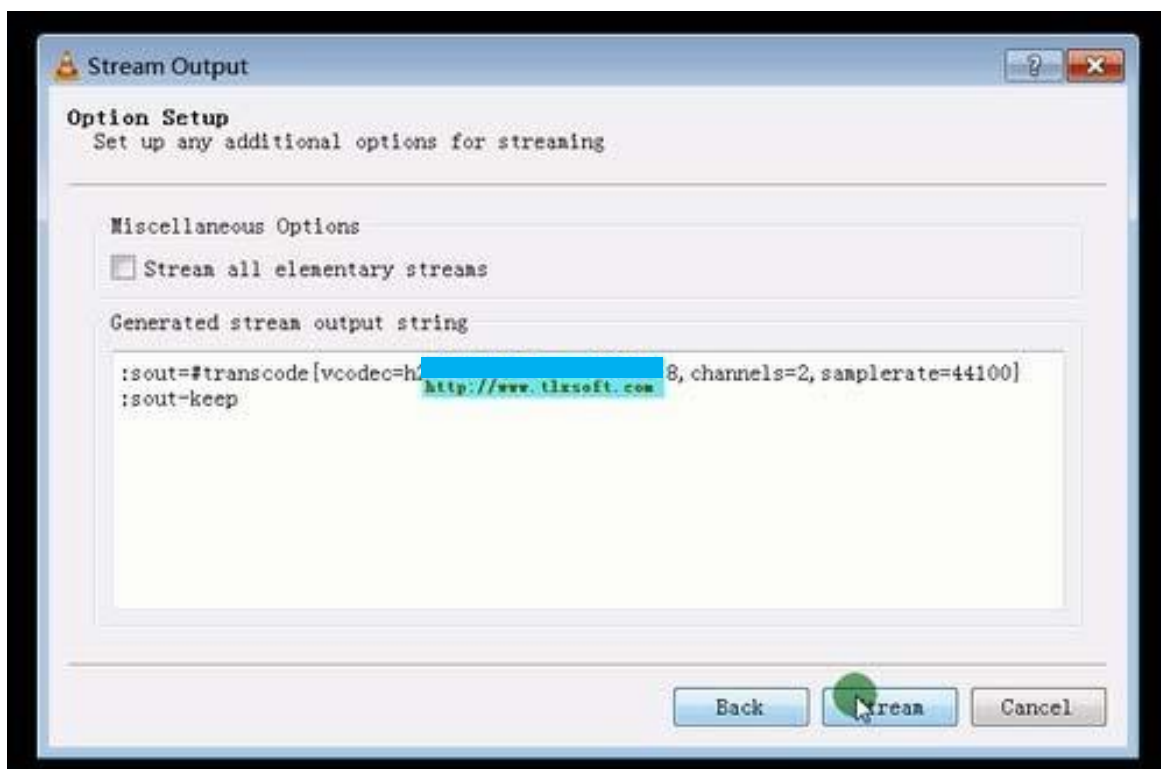 Stream Output
Option Setup
Set up any additional options for streaming
Miscellaneous Options
Stream all elementary streams
Generated stream output string
:sout=#transcode[vcodec=h2 8,channels=2,samplerate=44100]
http://www.tlxsoft.com
:sout-keep
Back
Stream
Cancel